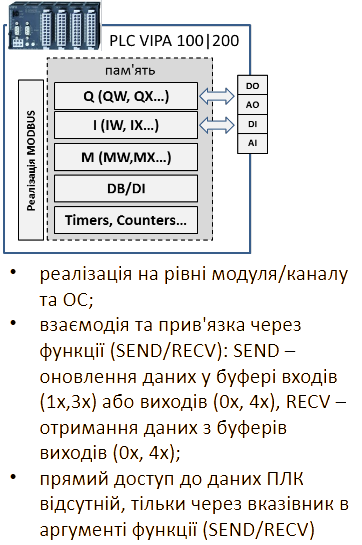 PLC VIPA 100|200
пам'ять
Q (QW, QX…)
I (IW, IX…)
M (MW,MX…)
DB/DI
Timers, Counters…
Реалізація MODBUS
DO
AO
DI
AI
• реалізація на рівні модуля/каналу
та ОС;
• взаємодія та прив'язка через
функції (SEND/RECV): SEND –
оновлення даних у буфері входів
(1x,3x) або виходів (0x, 4x), RECV –
отримання даних з буферів
виходів (0x, 4x);
• прямий доступ до даних ПЛК
відсутній, тільки через вказівник в
аргументі функції (SEND/RECV)